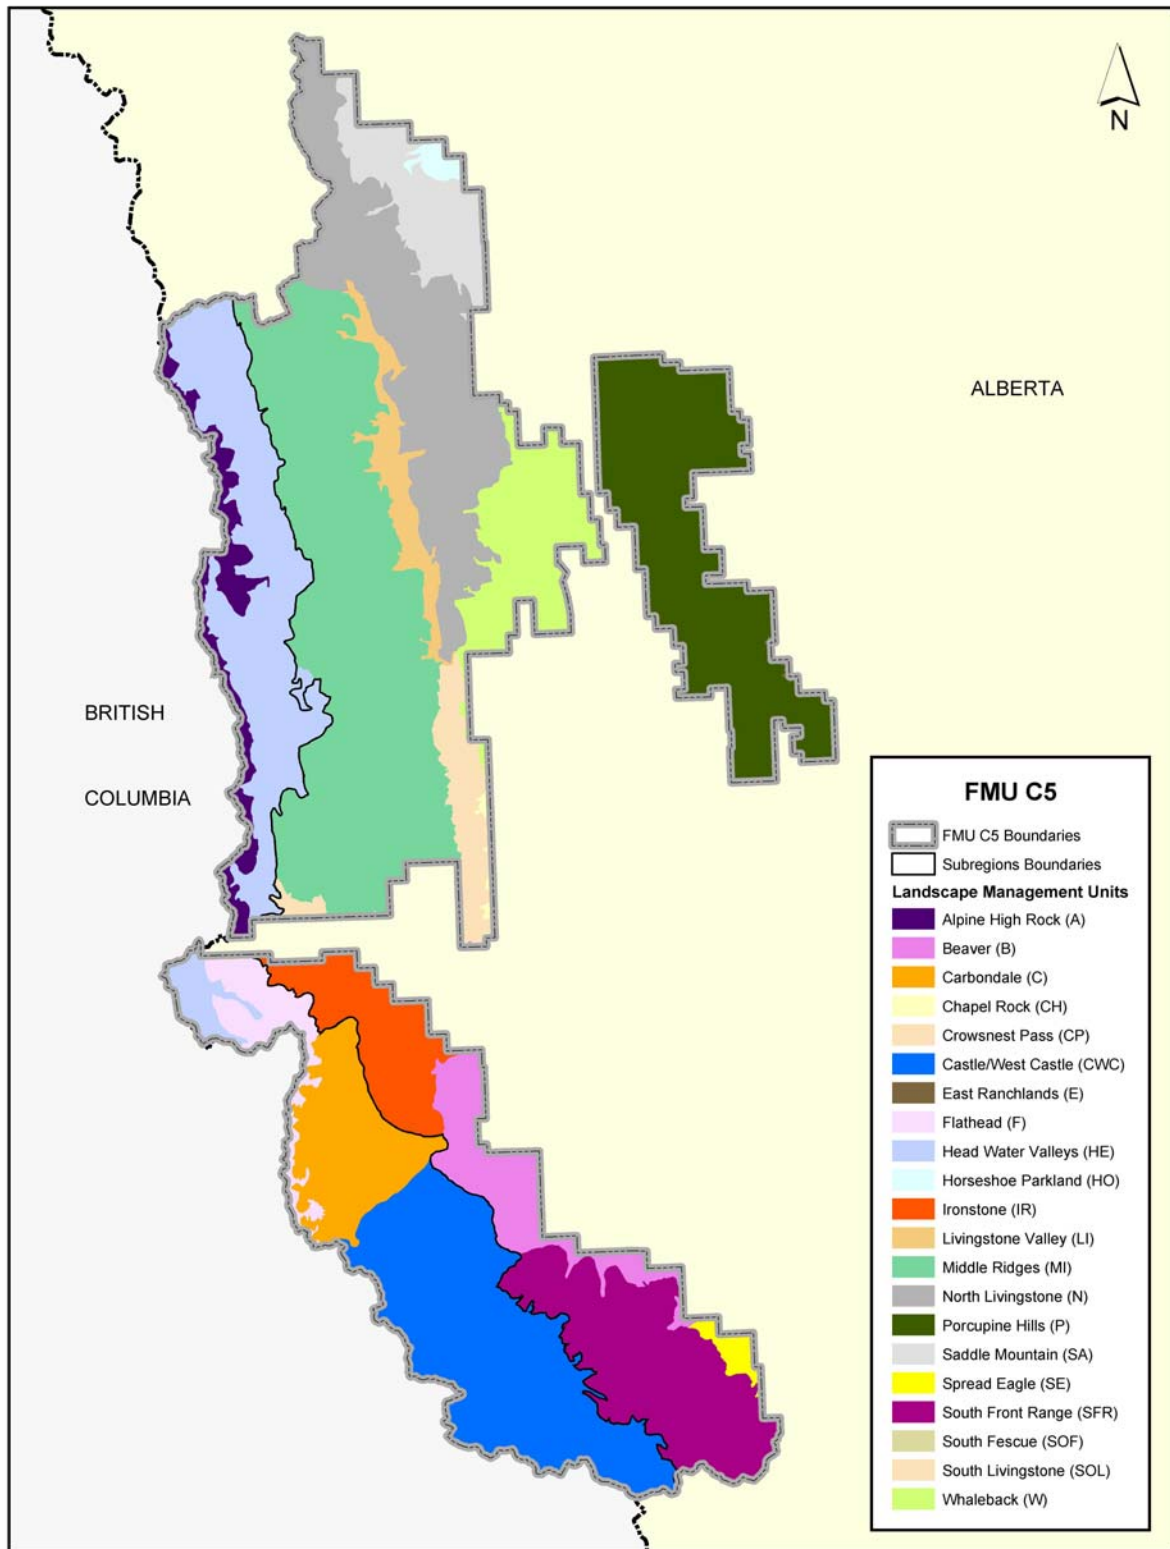 N
ALBERTA
BRITISH
COLUMBIA
FMU C5
FMU C5 Boundaries
Subregions Boundaries
Landscape Management Units
Alpine High Rock (A)
Beaver (B)
Carbondale (C)
Chapel Rock (CH)
Crowsnest Pass (CP)
Castle/West Castle (CWC)
East Ranchlands (E)
Flathead (F)
Head Water Valleys (HE)
Horseshoe Parkland (HO)
Ironstone (IR)
Livingstone Valley (LI)
Middle Ridges (MI)
North Livingstone (N)
Porcupine Hills (P)
Saddle Mountain (SA)
Spread Eagle (SE)
South Front Range (SFR)
South Fescue (SOF)
South Livingstone (SOL)
Whaleback (W)